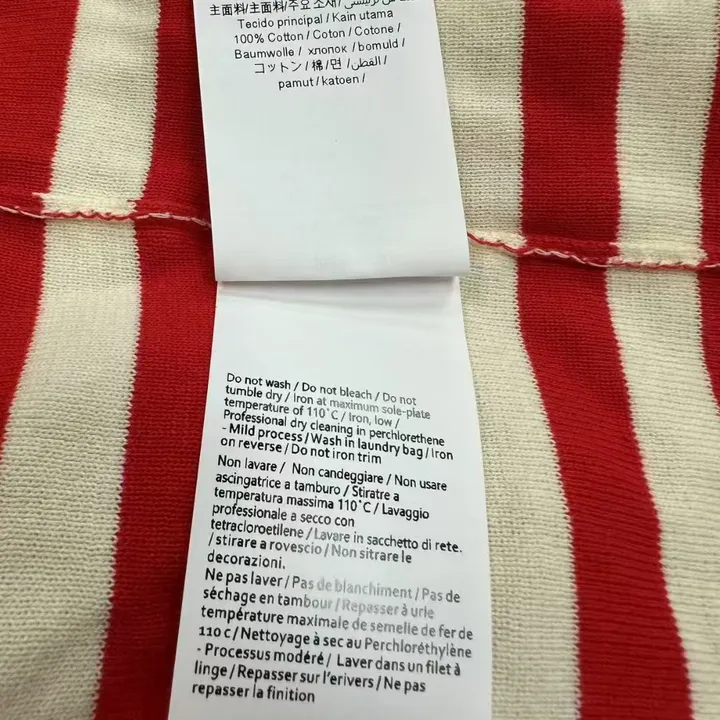 主面料/主面料/주요 소재/
Tecido principal / Kain utama
100% Cotton / Coton / Cotone /
Baumwolle / хлопок / bomuld /
コットン / 棉 / 면 / القطن /
pamut / katoen /
Do not wash / Do not bleach / Do not
tumble dry / Iron at maximum sole-plate
temperature of 110˚C / Iron, low /
Professional dry cleaning in perchlorethene
- Mild process / Wash in laundry bag / Iron
on reverse / Do not iron trim
Non lavare / Non candeggiare / Non usare
ascingatrice a tamburo / Stiratre a
temperatura massima 110˚C / Lavaggio
professionale a secco con
tetracloroetilene / Lavare in sacchetto di rete.
/ stirare a rovescio / Non sitrare le
decorazioni.
Ne pas laver / Pas de blanchiment / Pas de
séchage en tambour / Repasser à urle
température maximale de semelle de fer de
110 c / Nettoyage à sec au Perchloréthylène
- Processus modéré / Laver dans un filet à
linge / Repasser sur l'erivers / Ne pas
repasser la finition